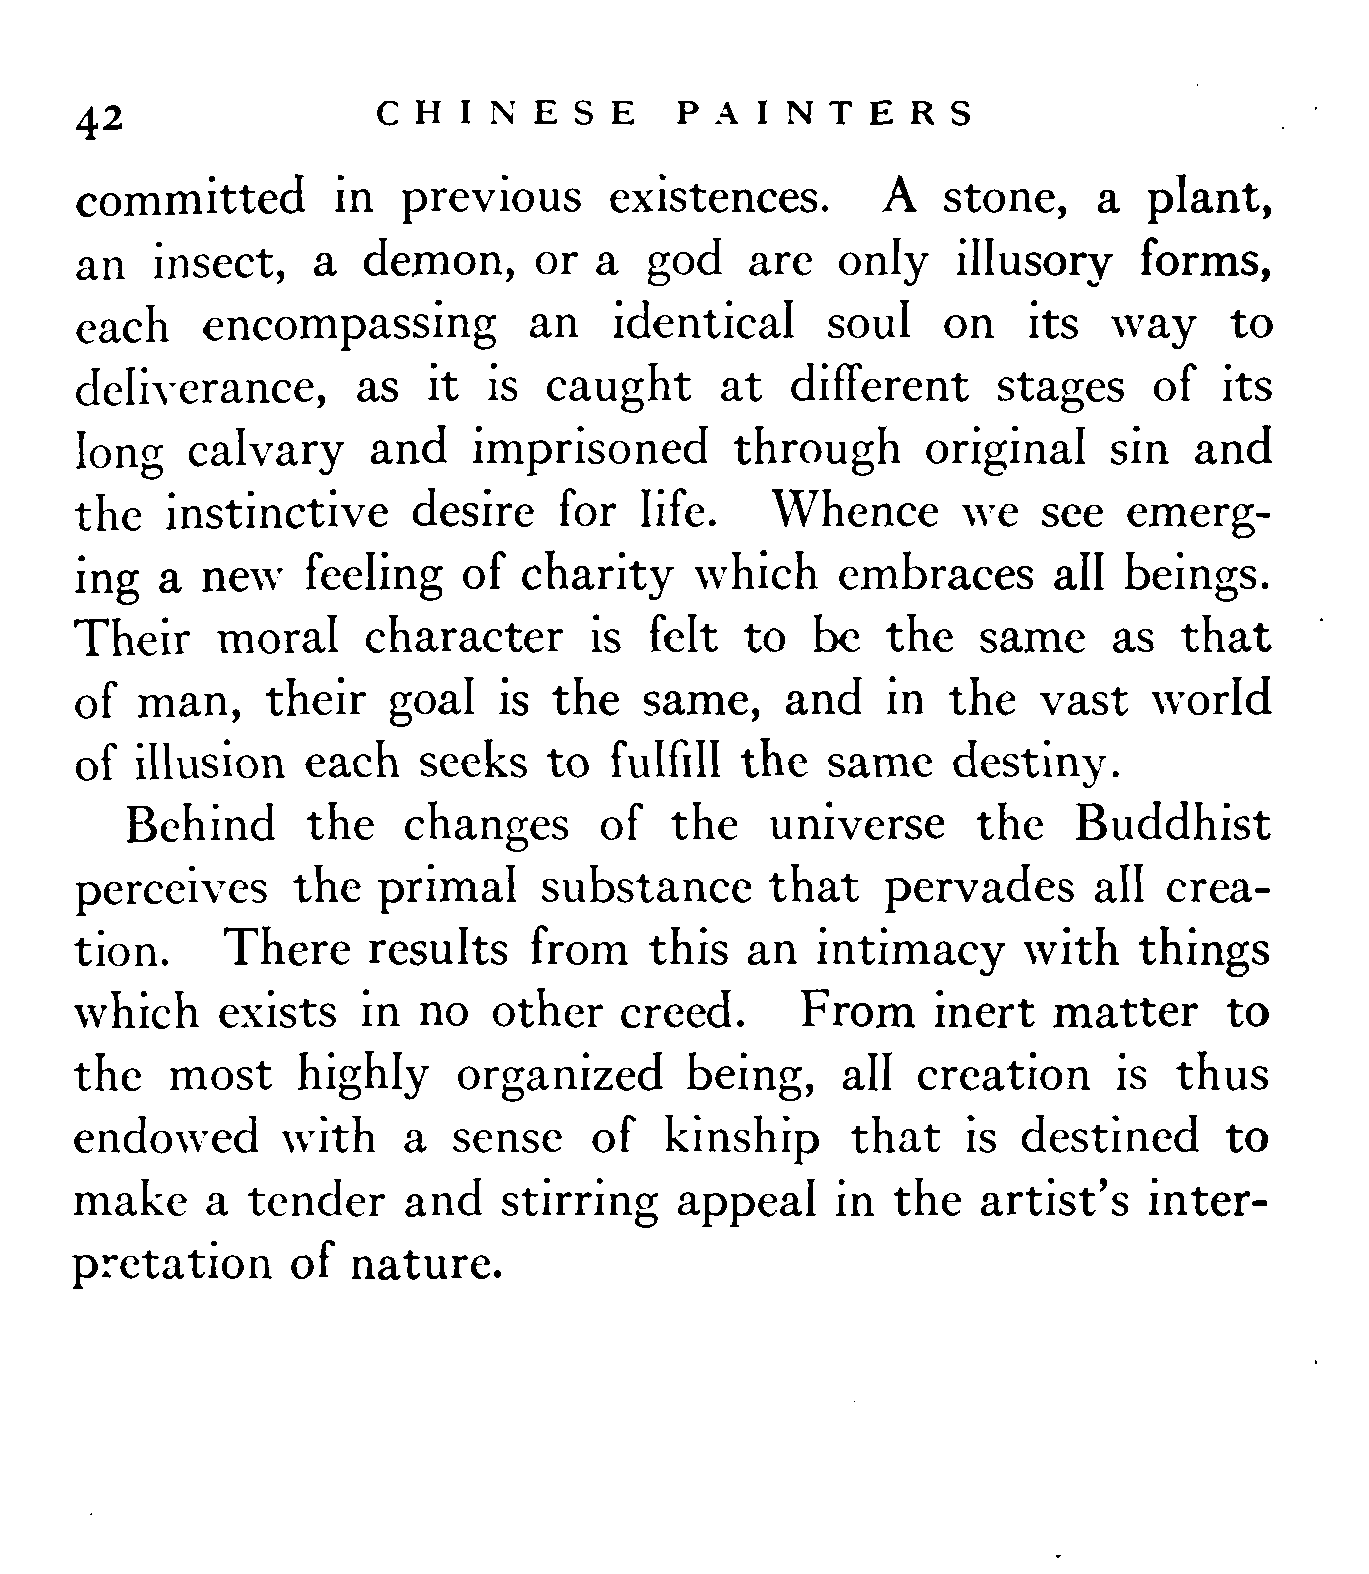 42 CHINESE PAINTERS
committed in previous existences. A stone, a plant,
an insect, a demon, or a god are only illusory forms,
each encompassing an identical soul on its way to
deliverance, as it is caught at different stages of its
long calvary and imprisoned through original sin and
the instinctive desire for life. Whence we see emerg-
ing a new feeling of charity which embraces all beings.
Their moral character is felt to be the same as that
of man, their goal is the same, and in the vast world
of illusion each seeks to fulfill the same destiny.
Behind the changes of the universe the Buddhist
perceives the primal substance that pervades all crea-
tion. There results from this an intimacy with things
which exists in no other creed. From inert matter to
the most highly organized being, all creation is thus
endowed with a sense of kinship that is destined to
make a tender and stirring appeal in the artist's inter-
pretation of nature.